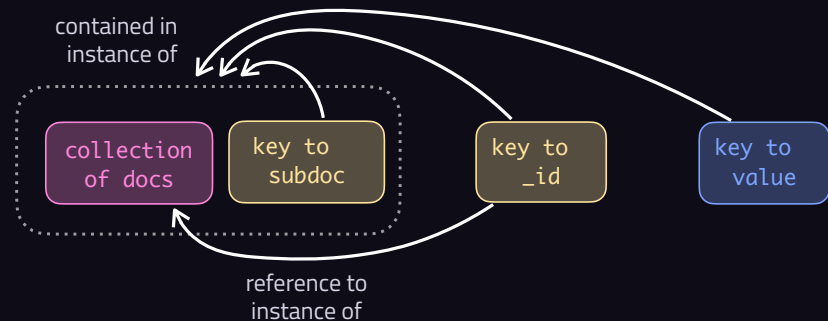 contained in
instance of
collection
of docs
key to
subdoc
key to
_id
key to
value
reference to
instance of